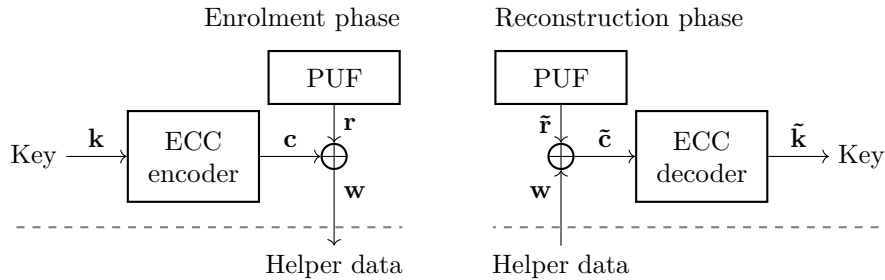 Enrolment phase
PUF
r
Key
k
ECC
encoder
c
w
Helper data
Reconstruction phase
PUF
r̃
c̃
w
ECC
decoder
k̃
Key
Helper data